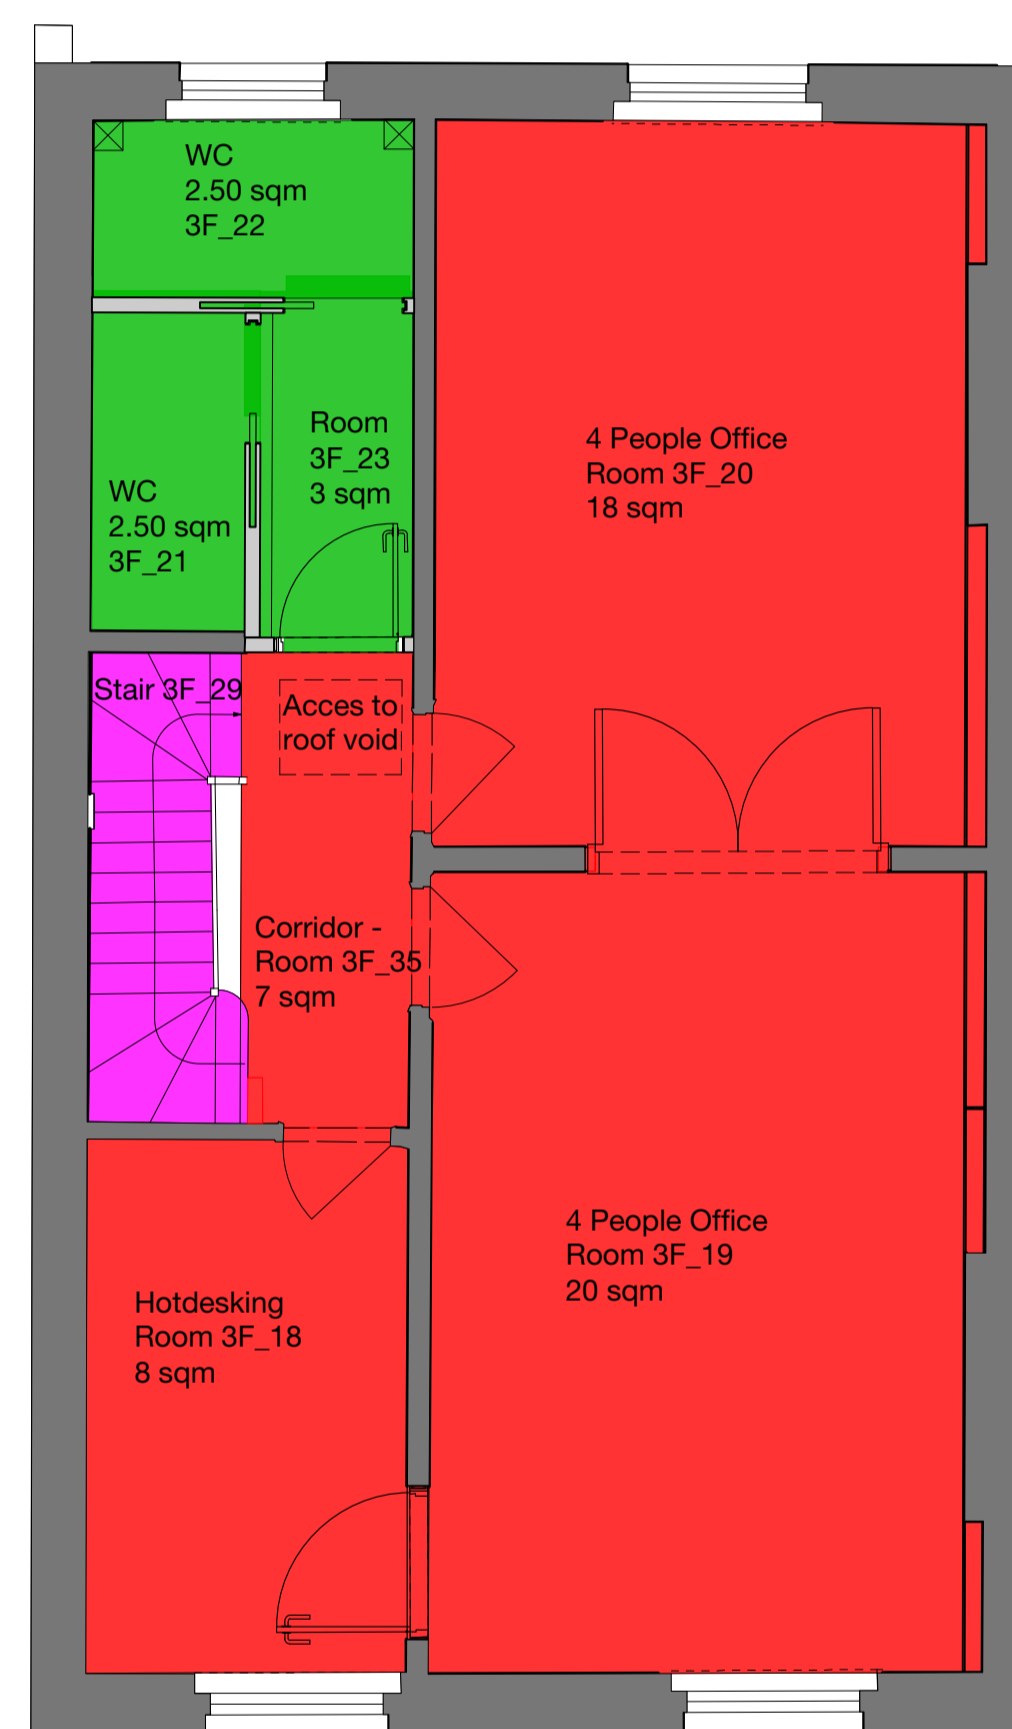 WC
2.50 sqm
3F_22
Room
3F_23
3 sqm
WC
2.50 sqm
3F_21
4 People Office
Room 3F_20
18 sqm
Stair 3F_29
Acces to
roof void
Corridor -
Room 3F_35
7 sqm
4 People Office
Room 3F_19
20 sqm
Hotdesking
Room 3F_18
8 sqm